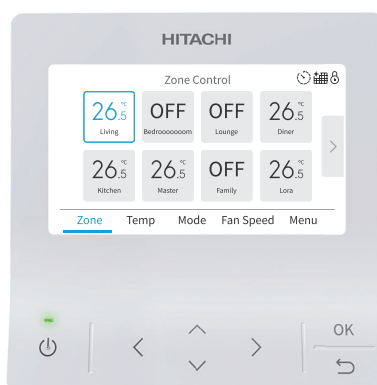 HITACHI
Zone Control
26.5 °C OFF OFF 26.5 °C
Living Bedrooooooom Lounge Diner
26.5 °C 26.5 °C OFF 26.5 °C
Kitchen Master Family Lora
Zone Temp Mode Fan Speed Menu
OK